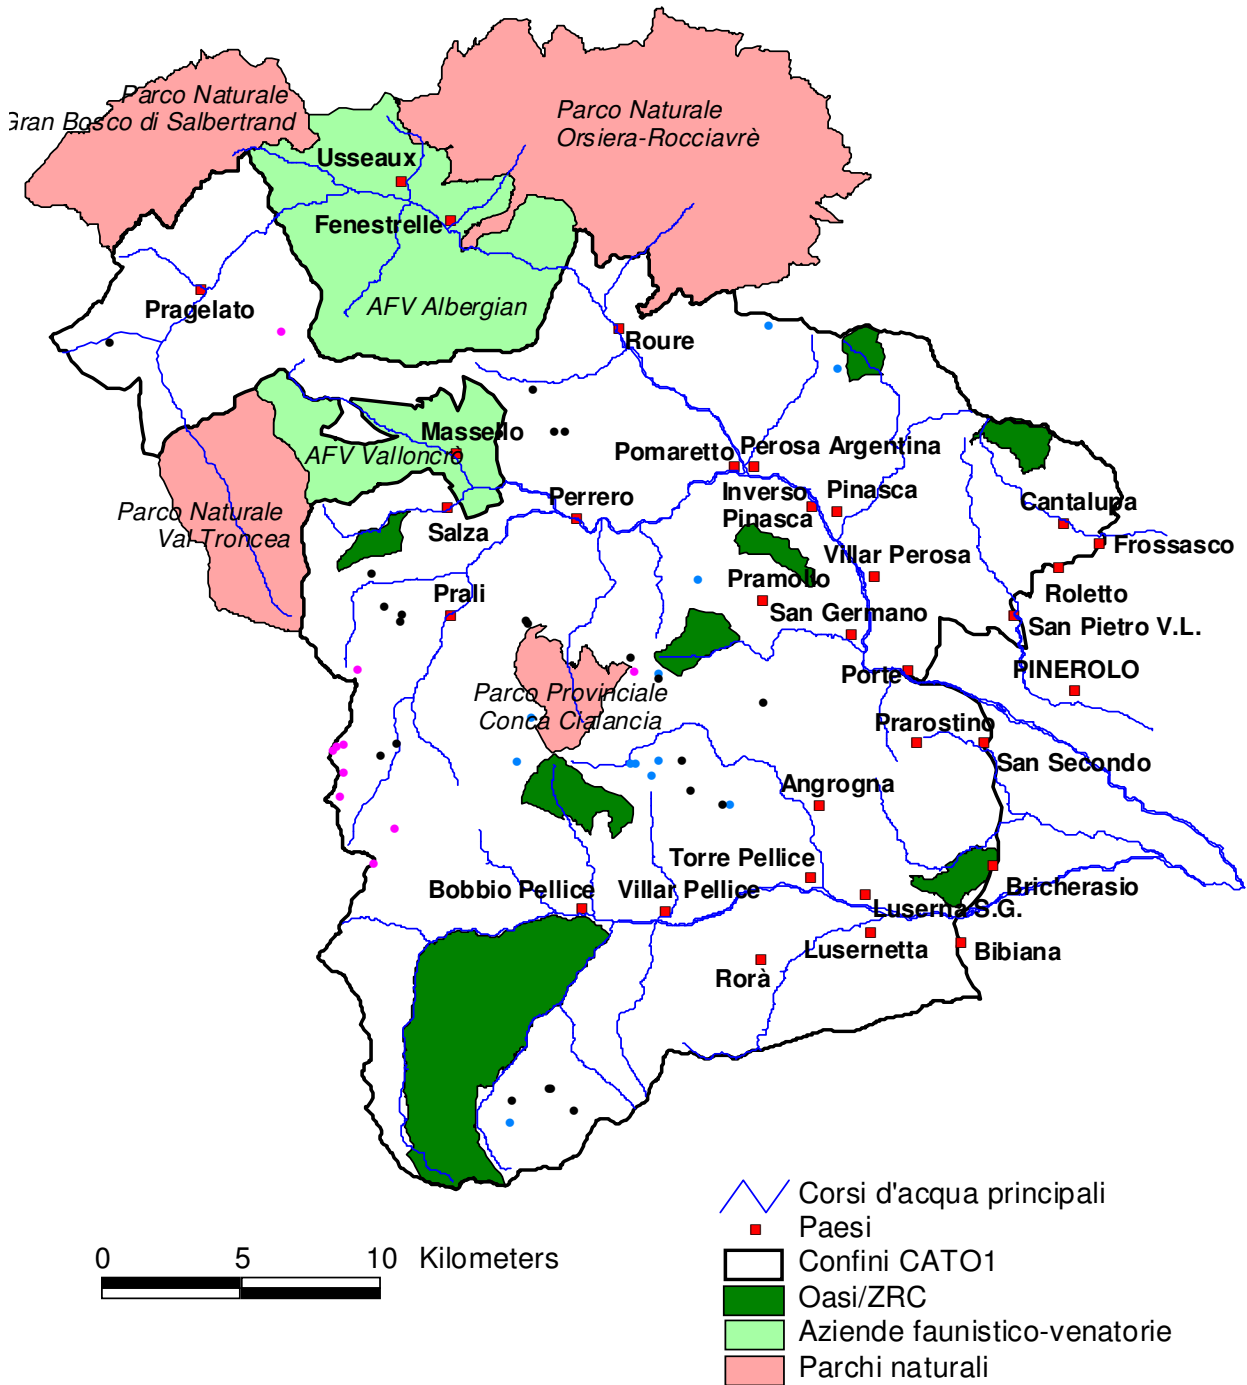 Parco Naturale
Gran Bosco di Salbertrand
Parco Naturale
Orsiera-Rocciavrè
Usseaux
Fenestrelle
AFV Albergian
Pragelato
Roure
Massello
AFV Valloncrò
Pomaretto
Perosa Argentina
Inverso
Pinasca
Pinasca
Cantalupa
Perrero
Parco Naturale
Val Troncea
Salza
Frossasco
Villar Perosa
Pramollo
Roletto
Prali
San Germano
San Pietro V.L.
Porte
PINEROLO
Parco Provinciale
Conca Cialancia
Prarostino
San Secondo
Angrogna
Torre Pellice
Bobbio Pellice
Villar Pellice
Bricherasio
Luserna S.G.
Lusernetta
Bibiana
Rorà
Corsi d'acqua principali
Paesi
0 5 10 Kilometers
Confini CATO1
Oasi/ZRC
Aziende faunistico-venatorie
Parchi naturali